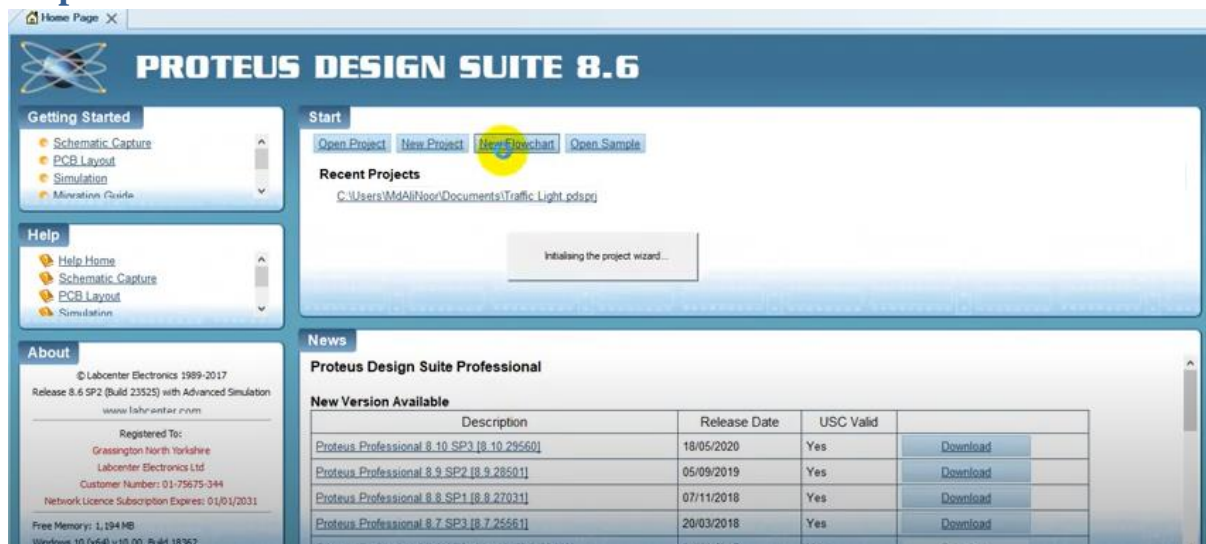 Home Page X
PROTEUS DESIGN SUITE 8.6
Getting Started
Schematic Capture
PCB Layout
Simulation
Migration Guide
Start
Open Project New Project New Flowchart Open Sample
Recent Projects
C:\Users\MdAliNoor\Documents\Traffic Light.pdsprj
Initialising the project wizard...
Help
Help Home
Schematic Capture
PCB Layout
Simulation
About
© Labcenter Electronics 1989-2017
Release 8.6 SP2 (Build 23525) with Advanced Simulation
www.labcenter.com
Registered To:
Grassington North Yorkshire
Labcenter Electronics Ltd
Customer Number: 01-75675-344
Network Licence Subscription Expires: 01/01/2031
Free Memory: 1,194 MB
Windows 10 (x64) v10.00, Build 18362
News
Proteus Design Suite Professional
New Version Available
Description Release Date USC Valid
Proteus Professional 8.10 SP3 [8.10.29560] 18/05/2020 Yes Download
Proteus Professional 8.9 SP2 [8.9.28501] 05/09/2019 Yes Download
Proteus Professional 8.8 SP1 [8.8.27031] 07/11/2018 Yes Download
Proteus Professional 8.7 SP3 [8.7.25561] 20/03/2018 Yes Download